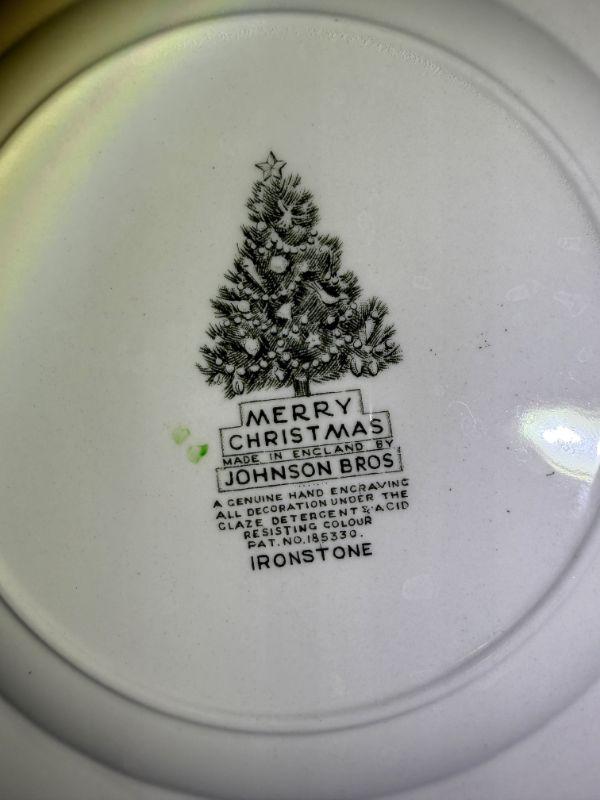 MERRY
CHRISTMAS
MADE IN ENGLAND BY
JOHNSON BROS
A GENUINE HAND ENGRAVING
ALL DECORATION UNDER THE
GLAZE DETERGENT & ACID
RESISTING COLOUR
PAT. NO. 185330.
IRONSTONE